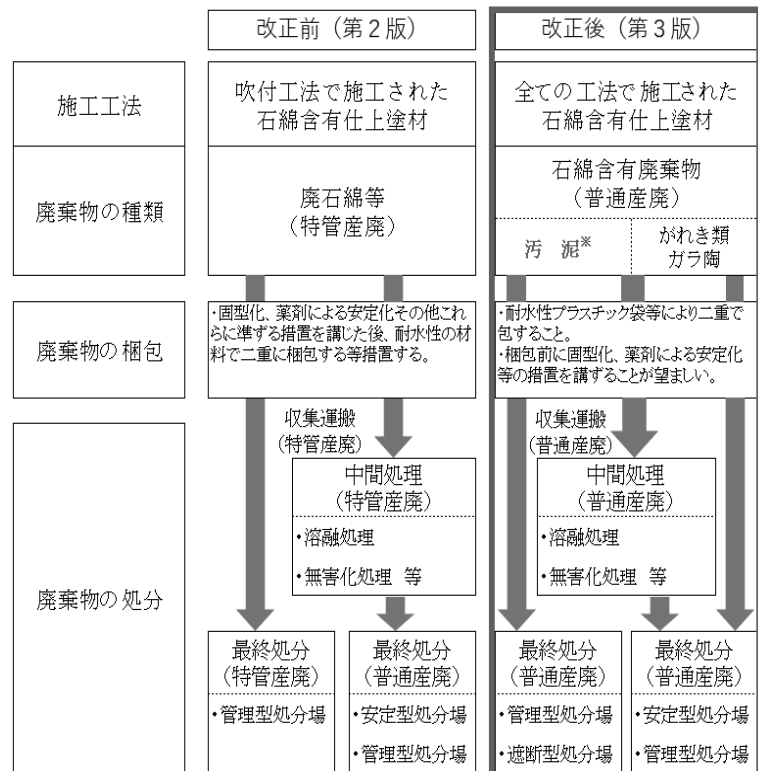 改正前（第２版）
改正後（第３版）
施工工法
吹付工法で施工された
石綿含有仕上塗材
全ての工法で施工された
石綿含有仕上塗材
廃棄物の種類
廃石綿等
（特管産廃）
石綿含有廃棄物
（普通産廃）
汚　泥※
がれき類
ガラ陶
廃棄物の梱包
・固型化、薬剤による安定化その他これ
らに準ずる措置を講じた後、耐水性の材
料で二重に梱包する等措置する。
・耐水性プラスチック袋等により二重で
包すること。
・梱包前に固型化、薬剤による安定化
等の措置を講ずることが望ましい。
廃棄物の処分
収集運搬
（特管産廃）
中間処理
（特管産廃）
・溶融処理
・無害化処理 等
最終処分
（特管産廃）
・管理型処分場
最終処分
（普通産廃）
・安定型処分場
・管理型処分場
収集運搬
（普通産廃）
中間処理
（普通産廃）
・溶融処理
・無害化処理 等
最終処分
（普通産廃）
・管理型処分場
・遮断型処分場
最終処分
（普通産廃）
・安定型処分場
・管理型処分場